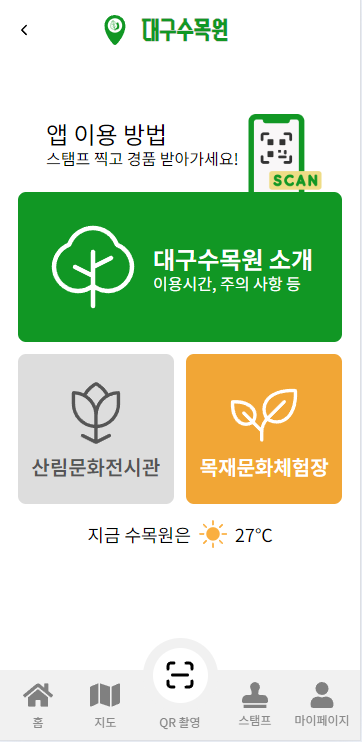 대구수목원
앱 이용 방법
스탬프 찍고 경품 받아가세요!
SCAN
대구수목원 소개
이용시간, 주의 사항 등
산림문화전시관
목재문화체험장
지금 수목원은 27°C
홈
지도
QR 촬영
스탬프
마이페이지